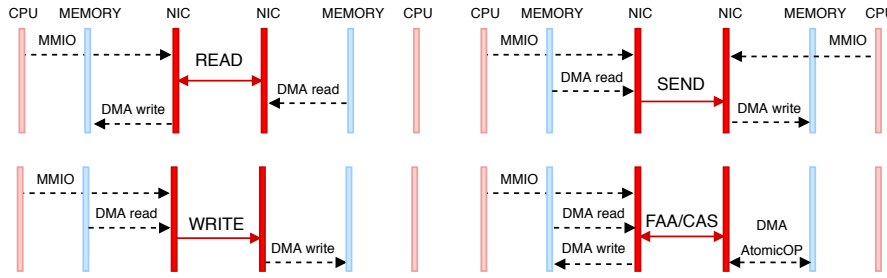 CPU MEMORY NIC NIC MEMORY CPU
MMIO
READ
DMA read
DMA write
CPU MEMORY NIC NIC MEMORY CPU
MMIO MMIO
DMA read
SEND
DMA write
MMIO
DMA read
WRITE
DMA write
MMIO
DMA read
FAA/CAS
DMA
DMA write
AtomicOP